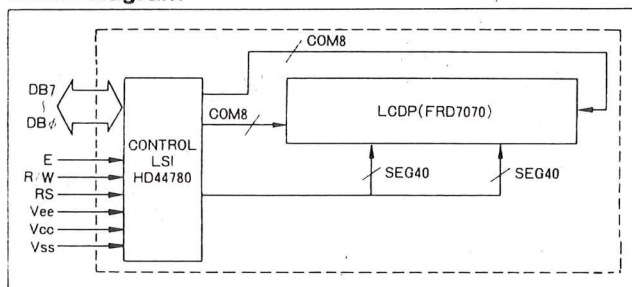 COM8
DB7
~
DBφ
COM8
LCDP(FRD7070)
CONTROL
LSI
HD44780
E
R/W
RS
Vee
Vcc
Vss
SEG40
SEG40